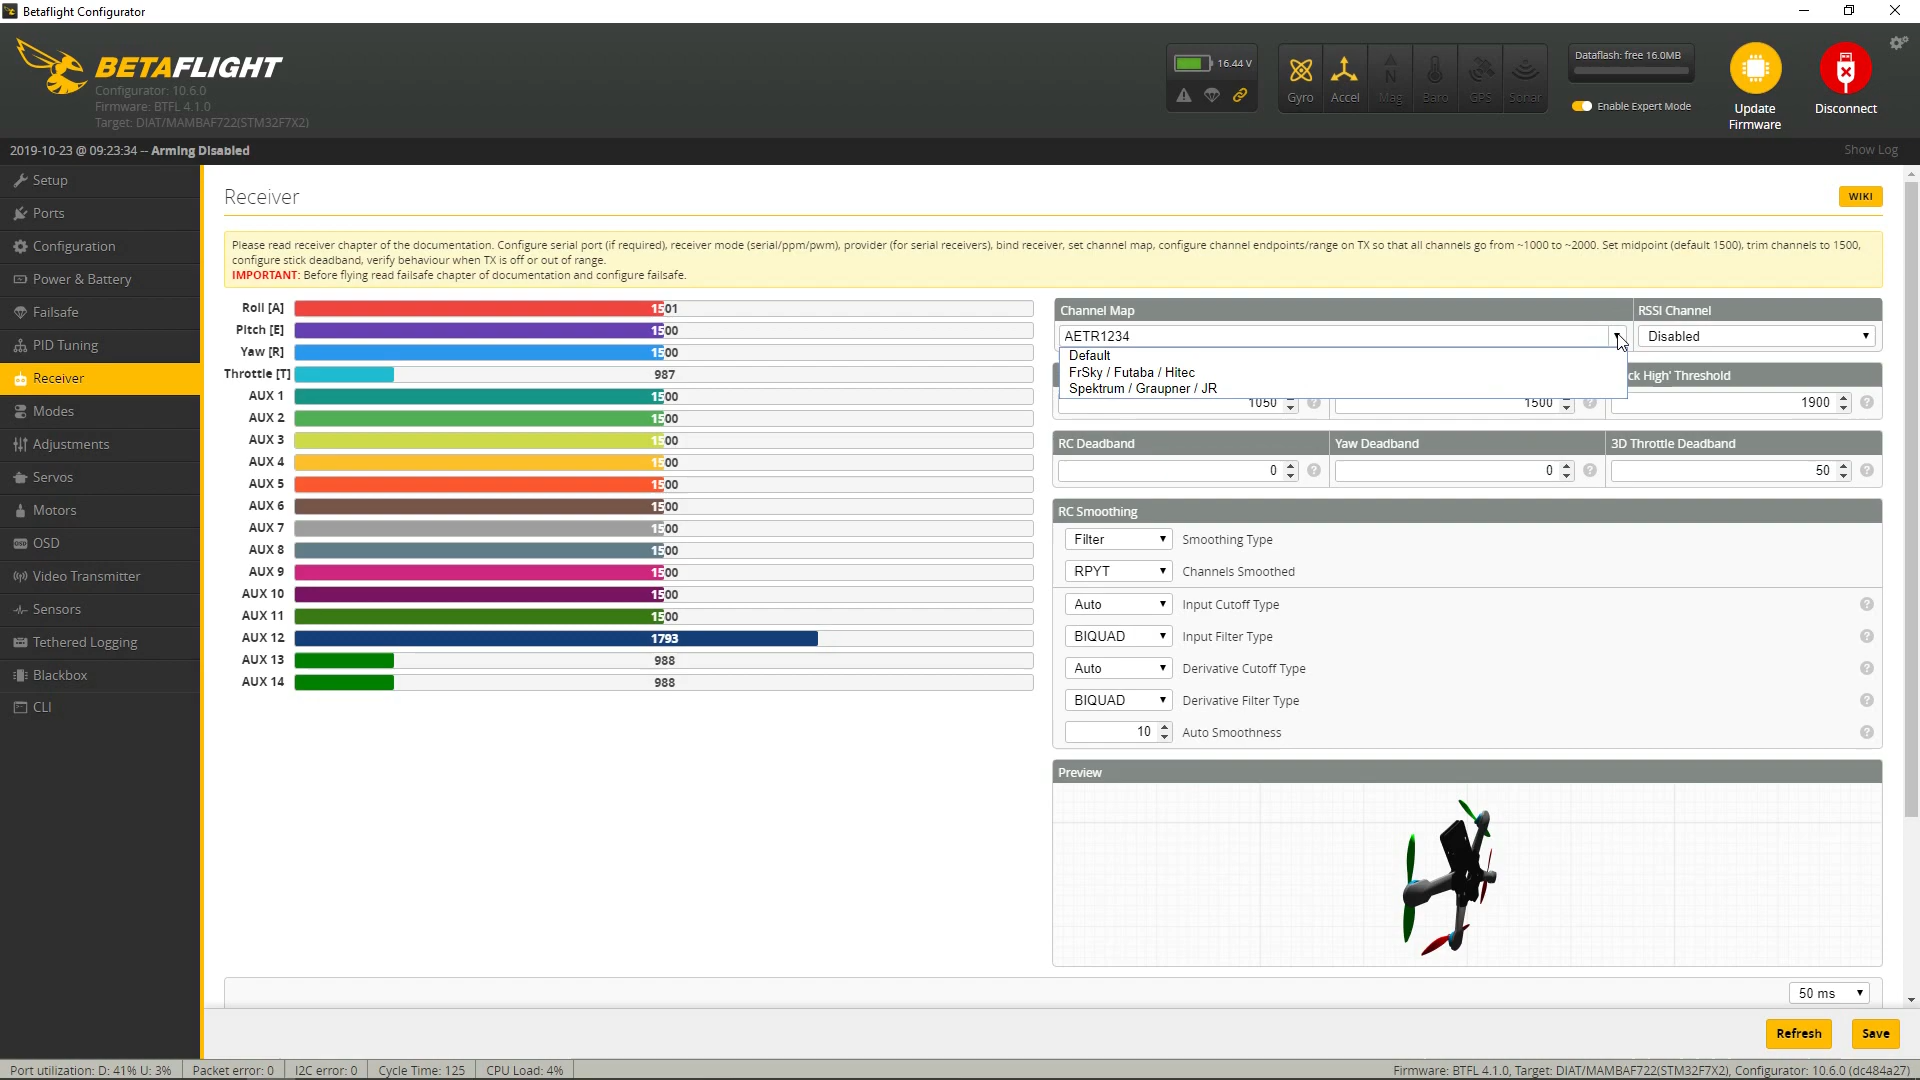 Betaflight Configurator
BETAFLIGHT
Configurator: 10.6.0
Firmware: BTFL 4.1.0
Target: DIAT/MAMBAF722(STM32F7X2)
16.44 V
Gyro
Accel
Mag
Baro
GPS
Sonar
Dataflash: free 16.0MB
Enable Expert Mode
Update
Firmware
Disconnect
2019-10-23 @ 09:23:34 -- Arming Disabled
Show Log
Setup
Ports
Configuration
Power & Battery
Failsafe
PID Tuning
Receiver
Modes
Adjustments
Servos
Motors
OSD
Video Transmitter
Sensors
Tethered Logging
Blackbox
CLI
Receiver
WIKI
Please read receiver chapter of the documentation. Configure serial port (if required), receiver mode (serial/ppm/pwm), provider (for serial receivers), bind receiver, set channel map, configure channel endpoints/range on TX so that all channels go from ~1000 to ~2000. Set midpoint (default 1500), trim channels to 1500,
configure stick deadband, verify behaviour when TX is off or out of range.
IMPORTANT: Before flying read failsafe chapter of documentation and configure failsafe.
Roll [A] 1501
Pitch [E] 1500
Yaw [R] 1500
Throttle [T] 987
AUX 1 1500
AUX 2 1500
AUX 3 1500
AUX 4 1500
AUX 5 1500
AUX 6 1500
AUX 7 1500
AUX 8 1500
AUX 9 1500
AUX 10 1500
AUX 11 1500
AUX 12 1793
AUX 13 988
AUX 14 988
Channel Map
RSSI Channel
AETR1234
Disabled
Default
FrSky / Futaba / Hitec
Spektrum / Graupner / JR
ck High' Threshold
1050
1500
1900
RC Deadband
Yaw Deadband
3D Throttle Deadband
0
0
50
RC Smoothing
Filter Smoothing Type
RPYT Channels Smoothed
Auto Input Cutoff Type
BIQUAD Input Filter Type
Auto Derivative Cutoff Type
BIQUAD Derivative Filter Type
10 Auto Smoothness
Preview
50 ms
Refresh
Save
Port utilization: D: 41% U: 3%
Packet error: 0
I2C error: 0
Cycle Time: 125
CPU Load: 4%
Firmware: BTFL 4.1.0, Target: DIAT/MAMBAF722(STM32F7X2), Configurator: 10.6.0 (dc484a27)